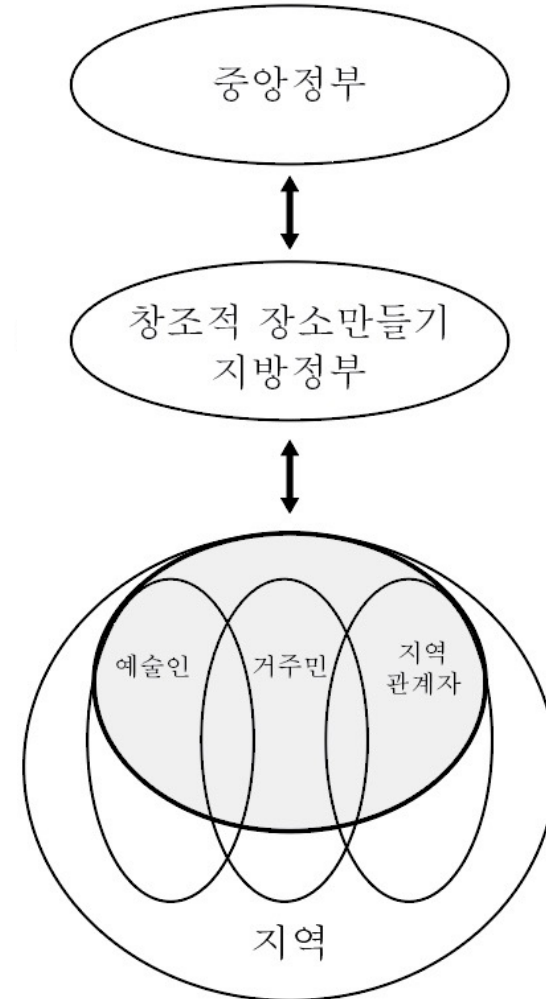 중앙정부
창조적 장소만들기
지방정부
예술인
거주민
지역
관계자
지역